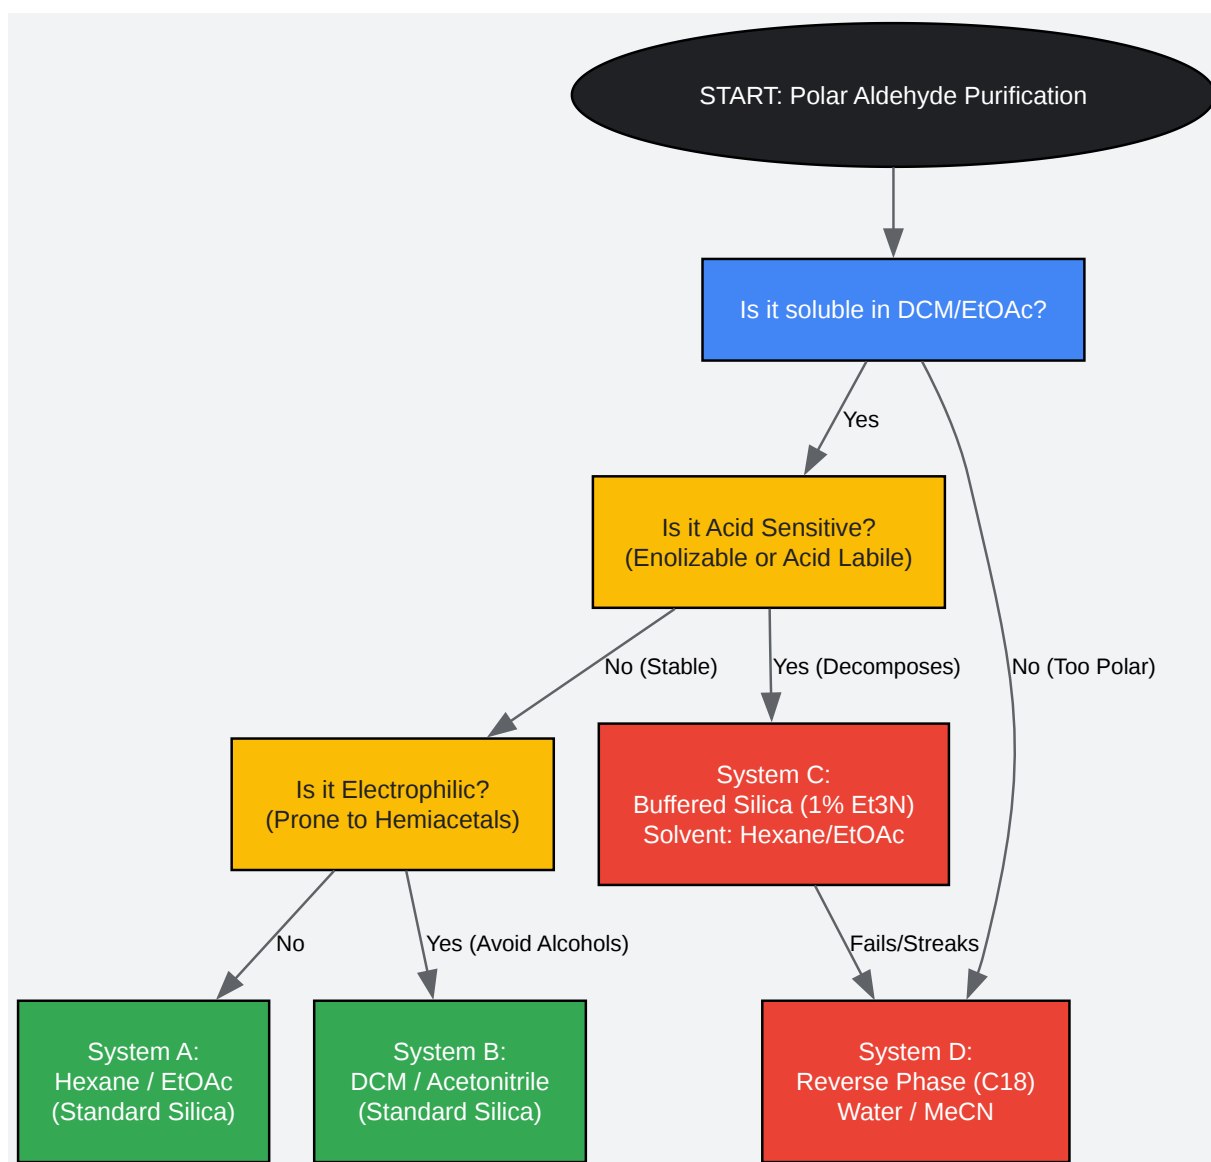 START: Polar Aldehyde Purification
Is it soluble in DCM/EtOAc?
Yes
Is it Acid Sensitive?
(Enolizable or Acid Labile)
No (Stable)
Yes (Decomposes)
No (Too Polar)
Is it Electrophilic?
(Prone to Hemiacetals)
System C:
Buffered Silica (1% Et3N)
Solvent: Hexane/EtOAc
No
Yes (Avoid Alcohols)
Fails/Streaks
System A:
Hexane / EtOAc
(Standard Silica)
System B:
DCM / Acetonitrile
(Standard Silica)
System D:
Reverse Phase (C18)
Water / MeCN